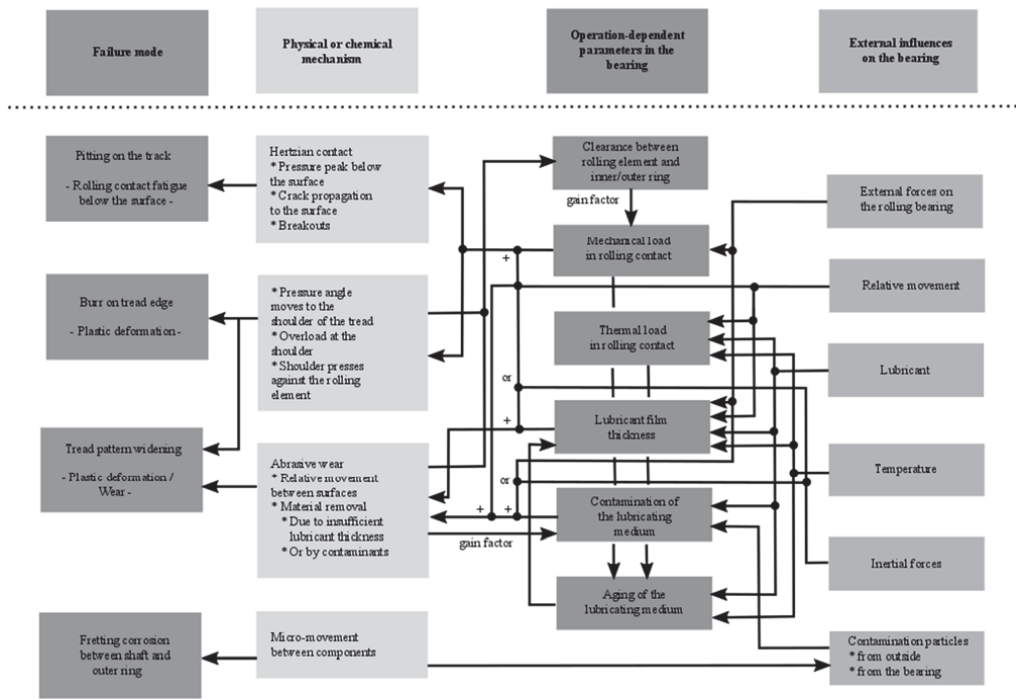 Failure mode
Physical or chemical
mechanism
Operation-dependent
parameters in the
bearing
External influences
on the bearing
Pitting on the track
- Rolling contact fatigue
below the surface -
Hertzian contact
* Pressure peak below
the surface
* Crack propagation
to the surface
* Breakouts
Clearance between
rolling element and
inner/outer ring
gain factor
External forces on
the rolling bearing
Mechanical load
in rolling contact
+
Burr on tread edge
- Plastic deformation -
* Pressure angle
moves to the
shoulder of the tread
* Overload at the
shoulder
* Shoulder presses
against the rolling
element
Relative movement
Thermal load
in rolling contact
Lubricant
or
Lubricant film
thickness
+
Tread pattern widening
- Plastic deformation /
Wear -
Abrasive wear
* Relative movement
between surfaces
* Material removal
* Due to insufficient
lubricant thickness
* Or by contaminants
Temperature
or
+ +
Contamination of
the lubricating
medium
gain factor
Inertial forces
Aging of the
lubricating medium
Fretting corrosion
between shaft and
outer ring
Micro-movement
between components
Contamination particles
* from outside
* from the bearing